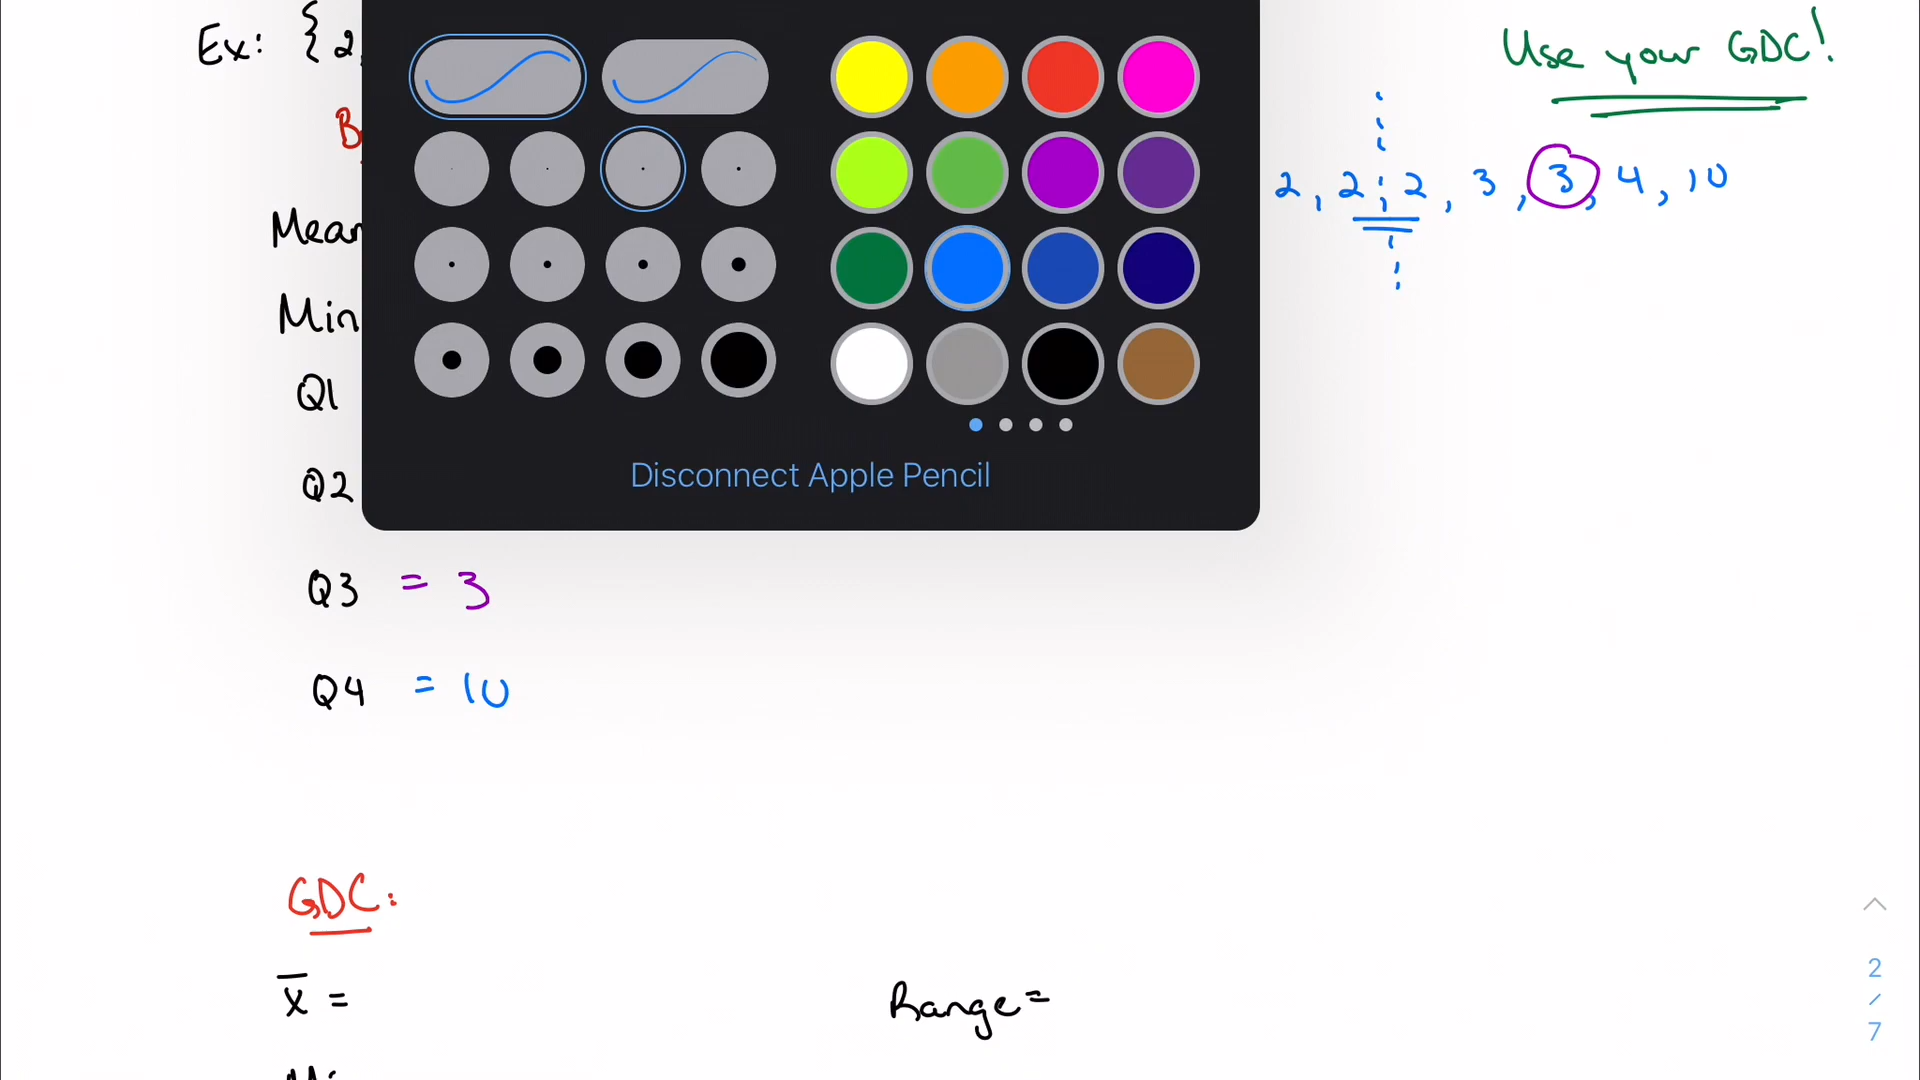 Ex: {2,
Use your GDC!
2, 2, 2, 3, 3, 4, 10
Mean
Min
Q1
Q2
Disconnect Apple Pencil
Q3 = 3
Q4 = 10
GDC:
x̄ =
Range =
2
/
7